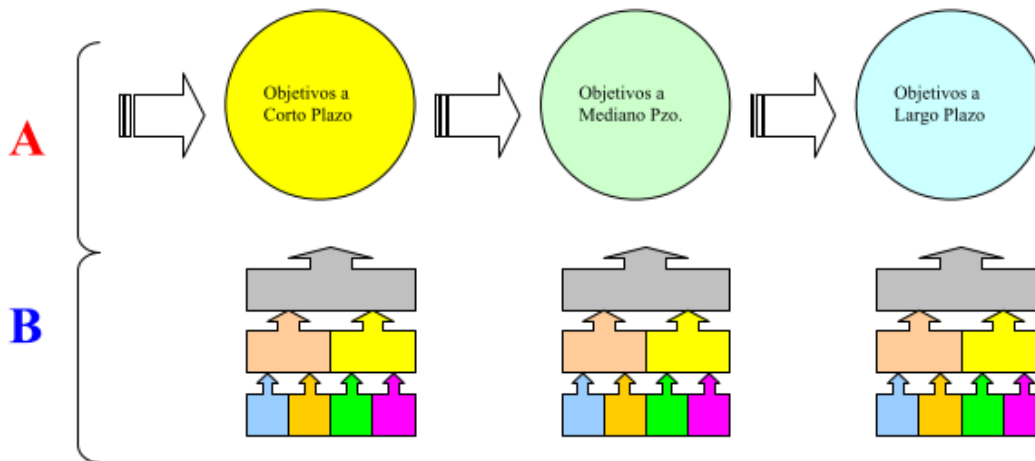 A
Objetivos a
Corto Plazo
Objetivos a
Mediano Pzo.
Objetivos a
Largo Plazo
B